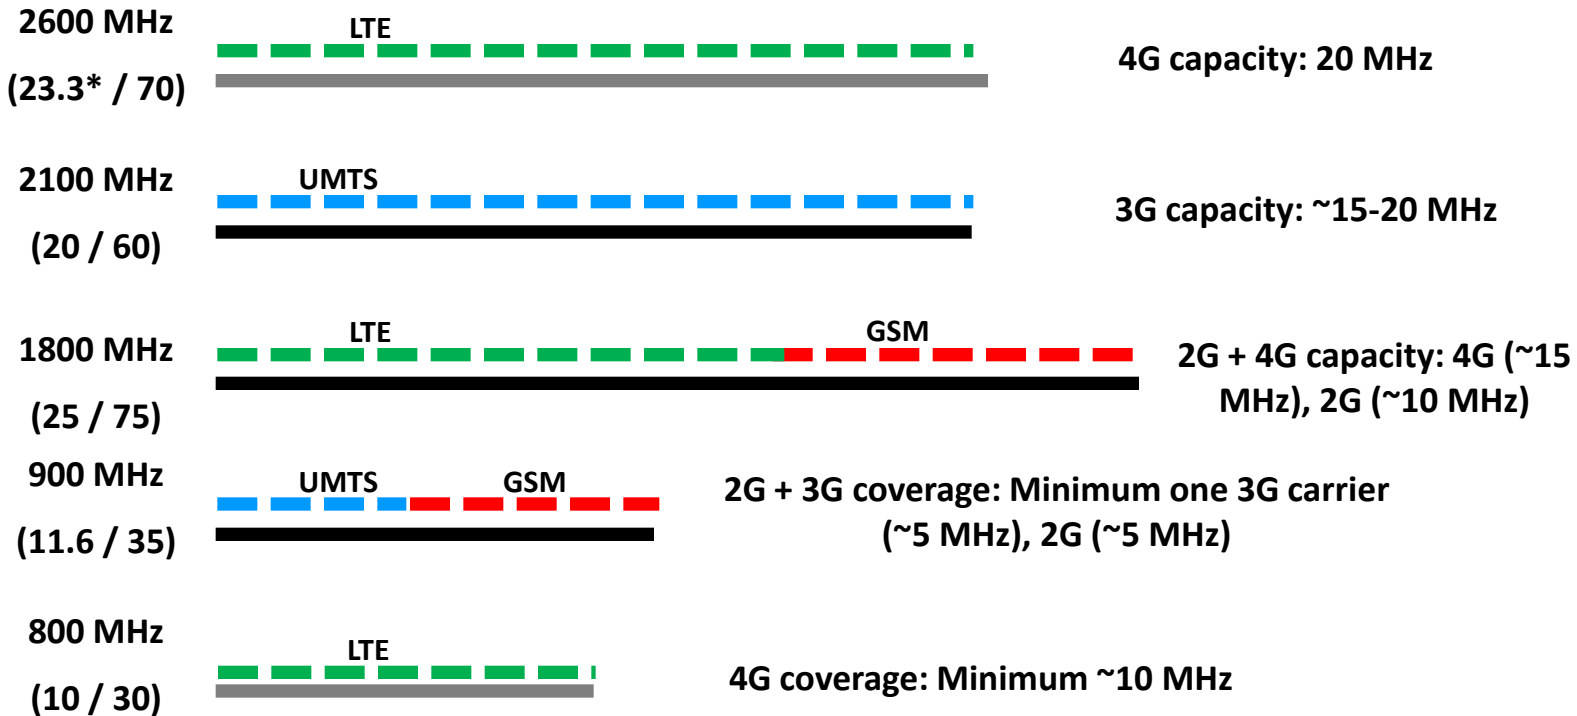 2600 MHz
(23.3* / 70)
LTE
4G capacity: 20 MHz
2100 MHz
(20 / 60)
UMTS
3G capacity: ~15-20 MHz
1800 MHz
(25 / 75)
LTE
GSM
2G + 4G capacity: 4G (~15
MHz), 2G (~10 MHz)
900 MHz
(11.6 / 35)
UMTS
GSM
2G + 3G coverage: Minimum one 3G carrier
(~5 MHz), 2G (~5 MHz)
800 MHz
(10 / 30)
LTE
4G coverage: Minimum ~10 MHz